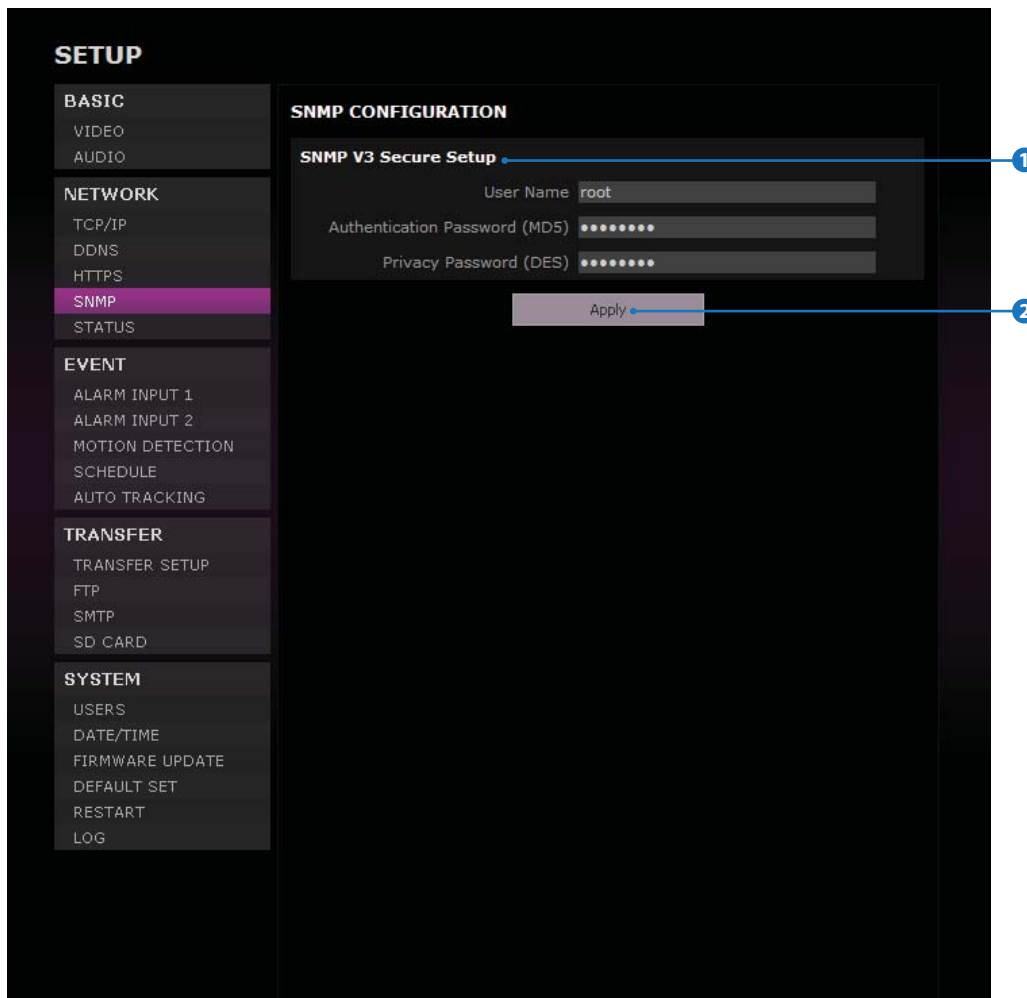 SETUP
BASIC
VIDEO
AUDIO
NETWORK
TCP/IP
DDNS
HTTPS
SNMP
STATUS
EVENT
ALARM INPUT 1
ALARM INPUT 2
MOTION DETECTION
SCHEDULE
AUTO TRACKING
TRANSFER
TRANSFER SETUP
FTP
SMTP
SD CARD
SYSTEM
USERS
DATE/TIME
FIRMWARE UPDATE
DEFAULT SET
RESTART
LOG
SNMP CONFIGURATION
SNMP V3 Secure Setup 1
User Name root
Authentication Password (MD5) ••••••••
Privacy Password (DES) ••••••••
Apply 2